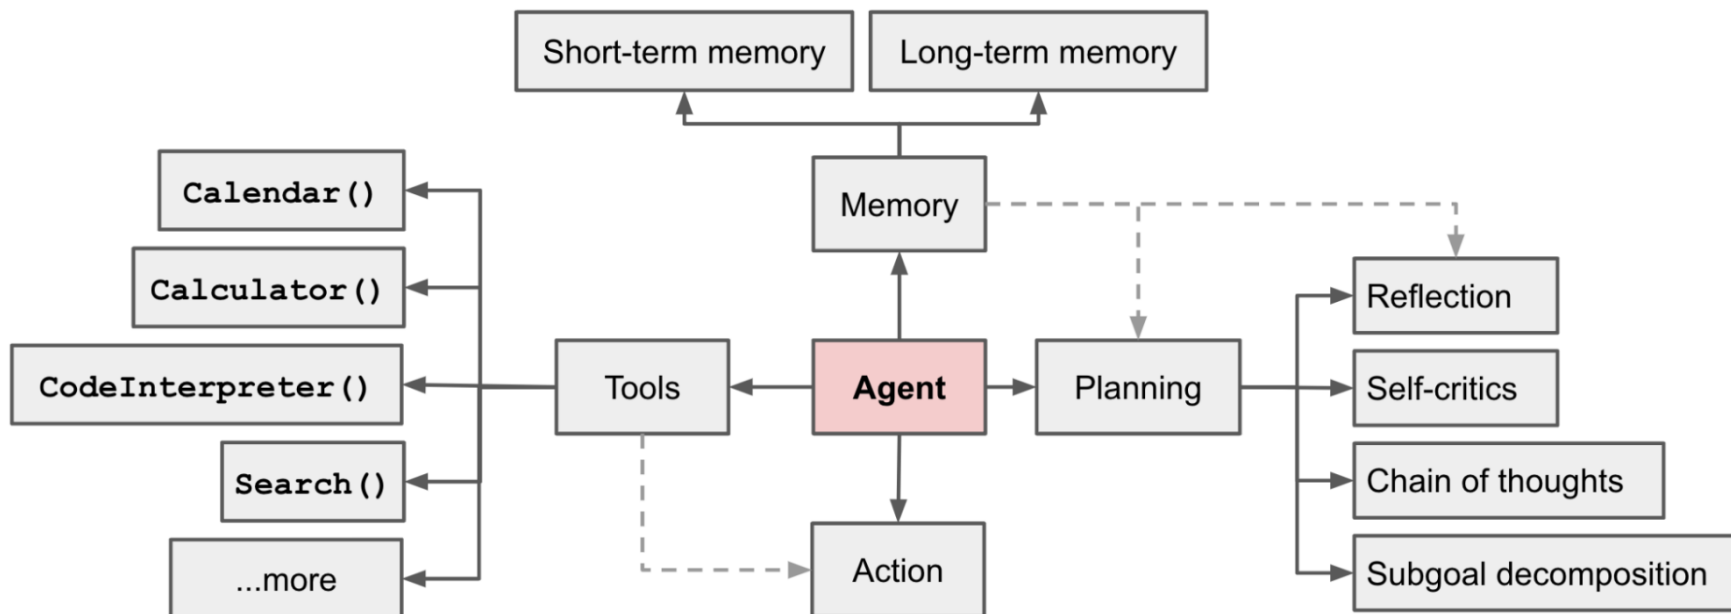 Short-term memory
Long-term memory
Calendar()
Memory
Calculator()
Reflection
CodeInterpreter()
Tools
Agent
Planning
Self-critics
Search()
Chain of thoughts
...more
Action
Subgoal decomposition